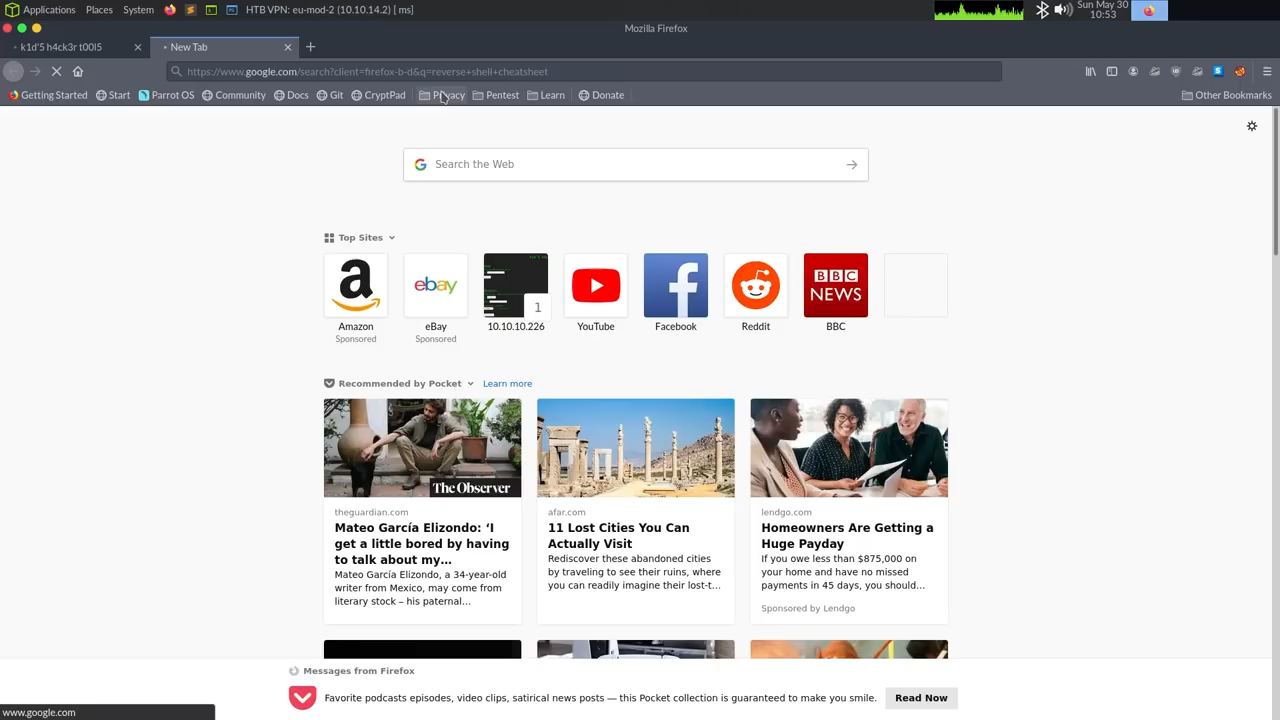 Applications Places HTB VPN: eu-mod-2 (10.10.14.2) [ ms] Sun May 30
10:53
Mozilla Firefox
k1d'5 h4ck3r t00l5 New Tab
https://www.google.com/search?client=firefox-b-d&q=reverse+shell+cheatsheet
Getting Started Start Parrot OS Community Docs Git CryptPad Privacy Pentest Learn Donate Other Bookmarks
Search the Web
Top Sites
1
BBC
NEWS
Amazon eBay 10.10.10.226 YouTube Facebook Reddit BBC
Sponsored Sponsored
Recommended by Pocket Learn more
The Observer
theguardian.com
Mateo García Elizondo: ‘I
get a little bored by having
to talk about my…
Mateo García Elizondo, a 34-year-old
writer from Mexico, may come from
literary stock – his paternal…
afar.com
11 Lost Cities You Can
Actually Visit
Rediscover these abandoned cities
by traveling to see their ruins, where
you can readily imagine their lost-t…
lendgo.com
Homeowners Are Getting a
Huge Payday
If you owe less than $875,000 on
your home and have no missed
payments in 45 days, you should…
Sponsored by Lendgo
Messages from Firefox
Favorite podcasts episodes, video clips, satirical news posts — this Pocket collection is guaranteed to make you smile. Read Now
www.google.com